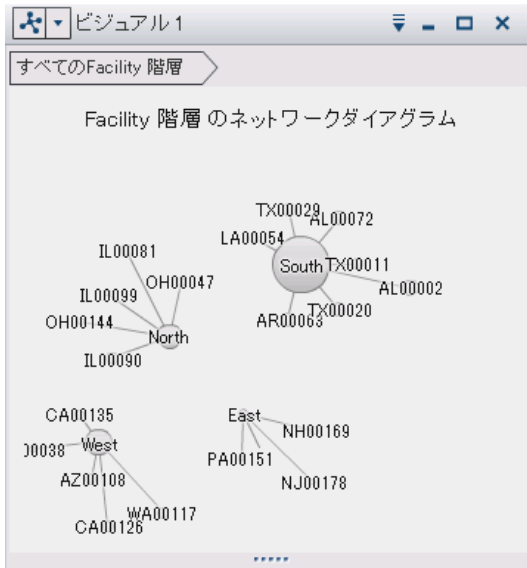 ビジュアル 1
すべてのFacility 階層
Facility 階層 のネットワークダイアグラム
TX00029
AL00072
LA00054
South
TX00011
AL00002
TX00020
AR00063
IL00081
OH00047
IL00099
OH00144
North
IL00090
CA00135
00038
West
AZ00108
WA00117
CA00126
East
NH00169
PA00151
NJ00178